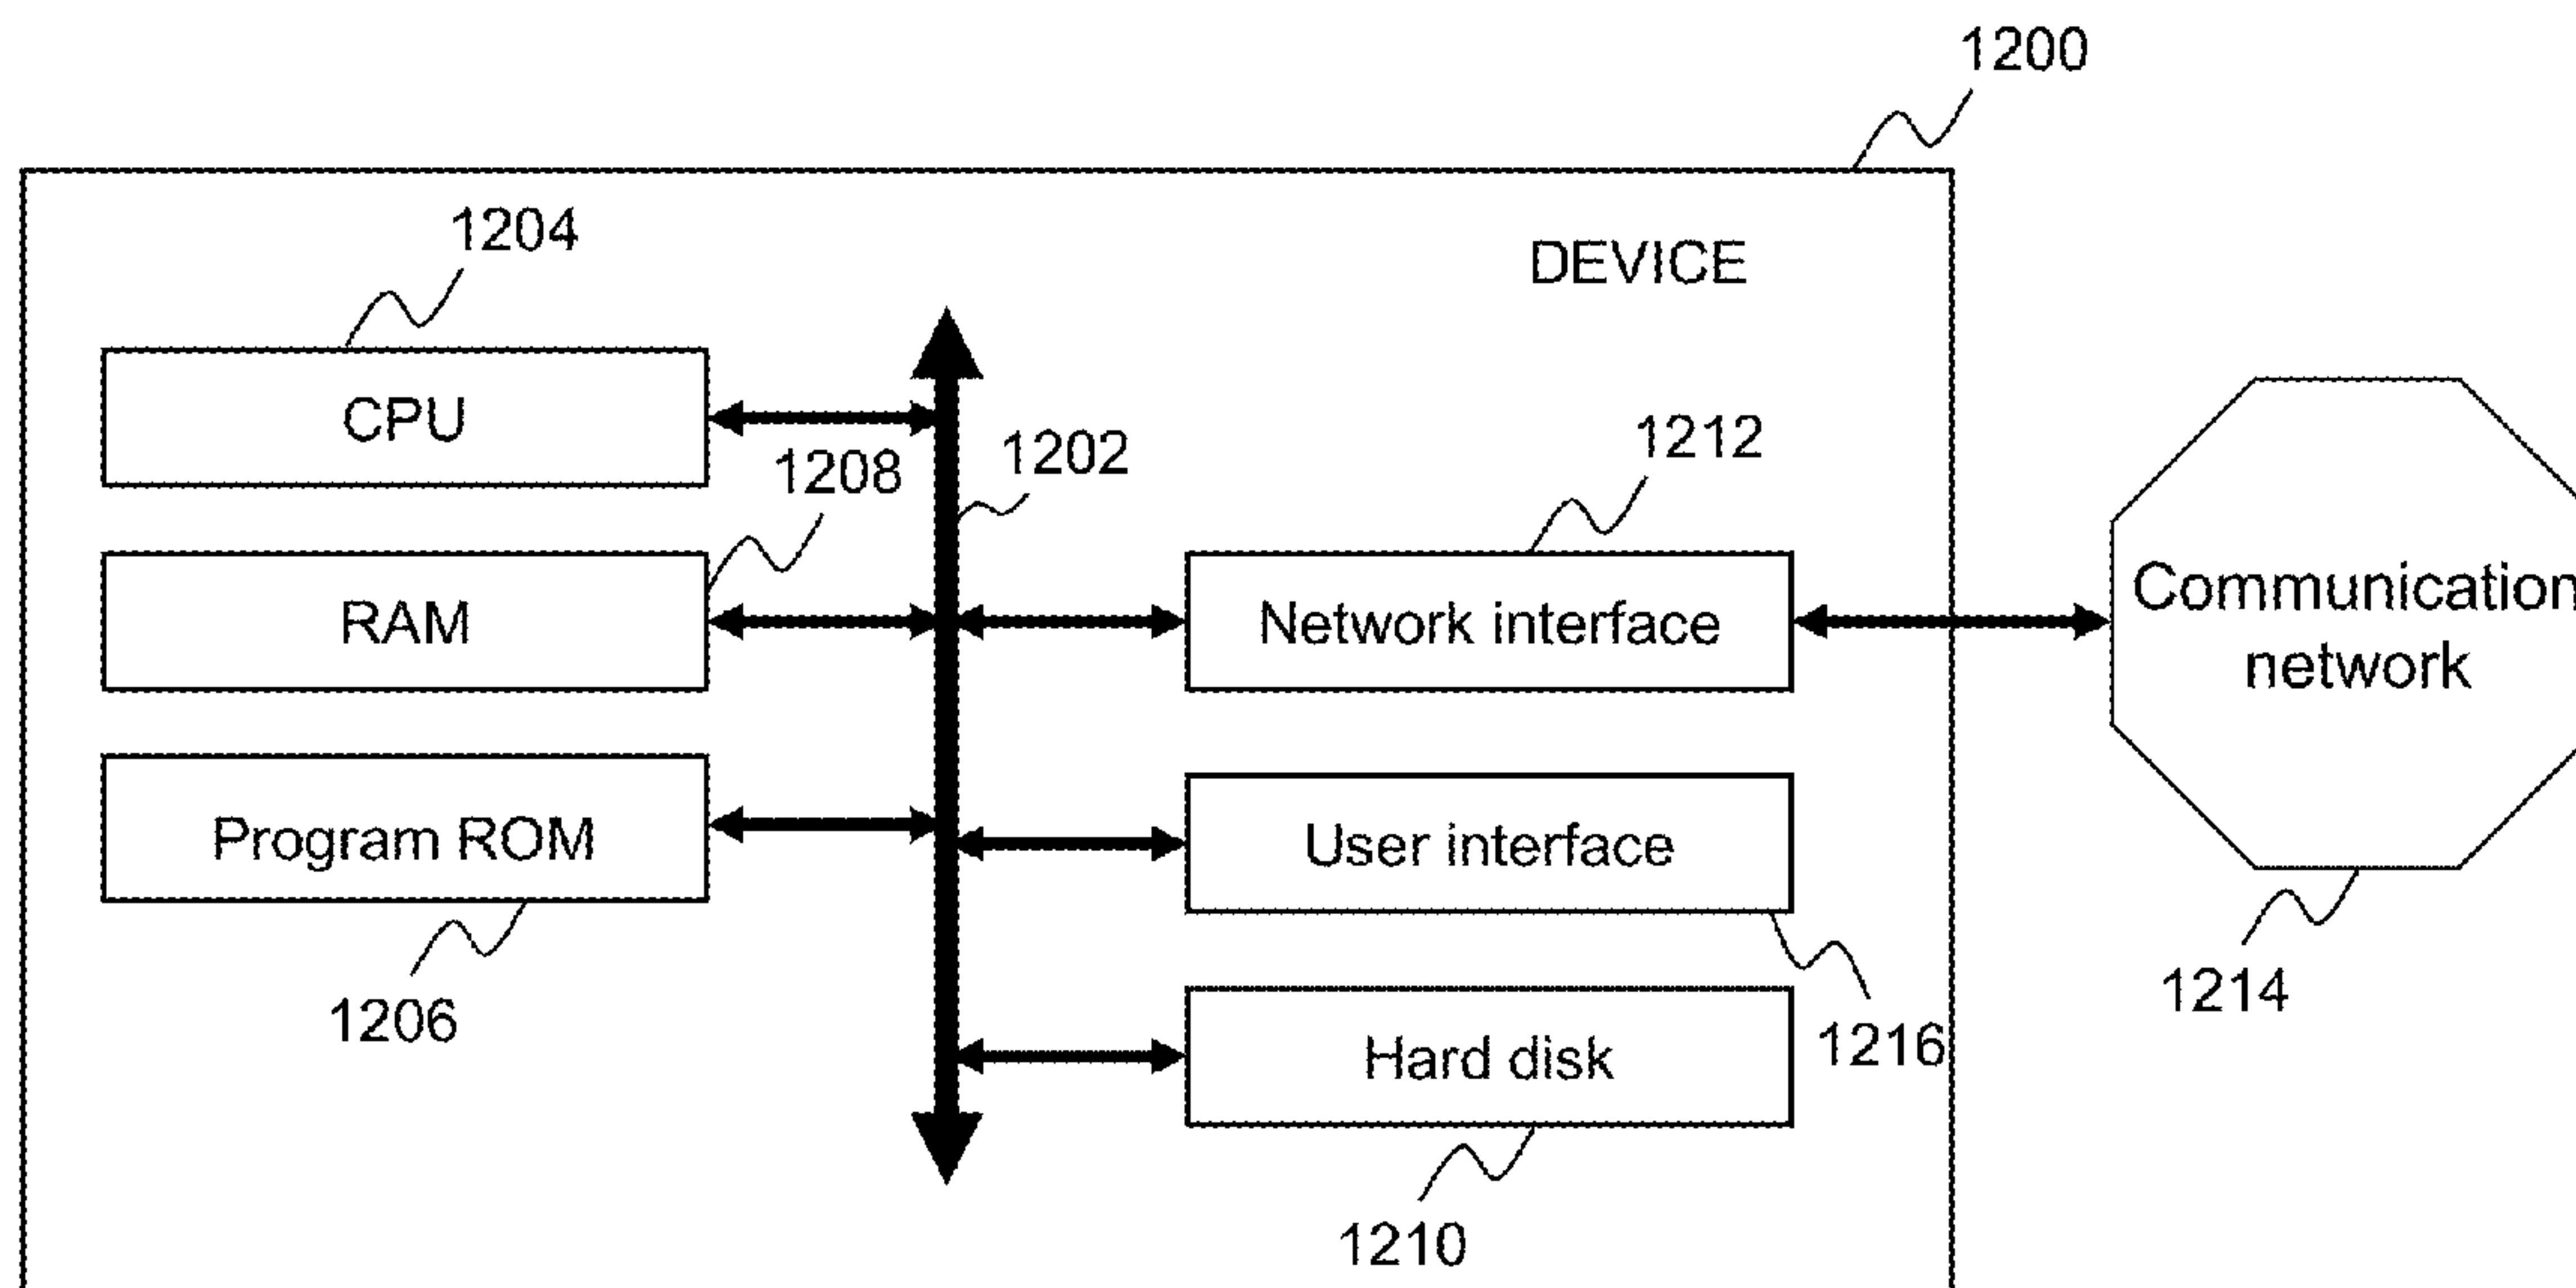 1200
DEVICE
1204
CPU
1208
1202
1212
RAM
Network interface
Communication
network
Program ROM
User interface
1206
1216
1214
Hard disk
1210